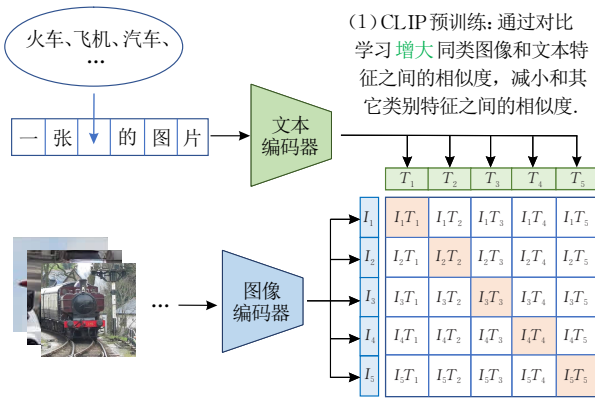 火车、飞机、汽车、
…
(1) CLIP 预训练: 通过对比
学习增大同类图像和文本特
征之间的相似度, 减小和其
它类别特征之间的相似度.
一 张 的 图 片
文本
编码器
T1 T2 T3 T4 T5
I1 I1T1 I1T2 I1T3 I1T4 I1T5
I2 I2T1 I2T2 I2T3 I2T4 I2T5
I3 I3T1 I3T2 I3T3 I3T4 I3T5
I4 I4T1 I4T2 I4T3 I4T4 I4T5
I5 I5T1 I5T2 I5T3 I5T4 I5T5
…
图像
编码器